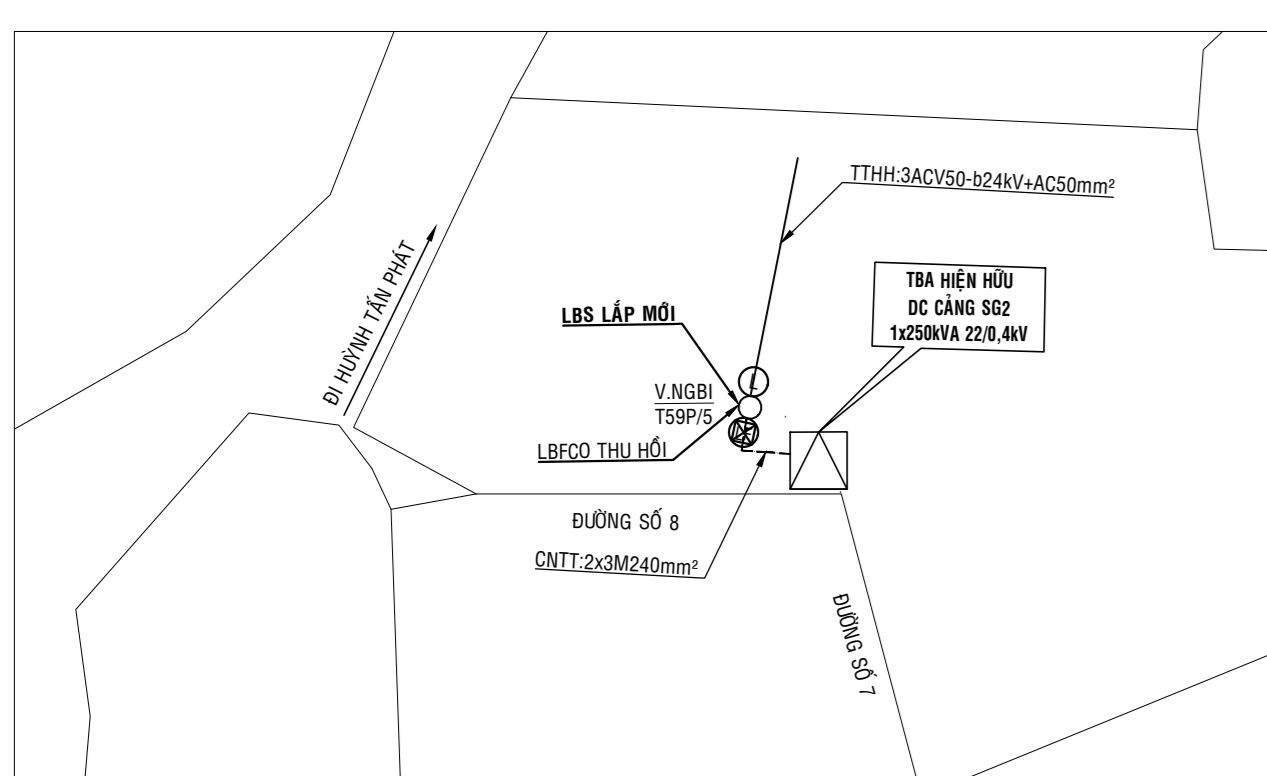 TTHH:3ACV50-b24kV+AC50mm²
ĐI HUỲNH TẤN PHÁT
TBA HIỆN HỮU
DC CẢNG SG2
1x250kVA 22/0,4kV
LBS LẮP MỚI
L
V.NGBI
T59P/5
LBFCO THU HỒI
ĐƯỜNG SỐ 8
CNTT:2x3M240mm²
ĐƯỜNG SỐ 7